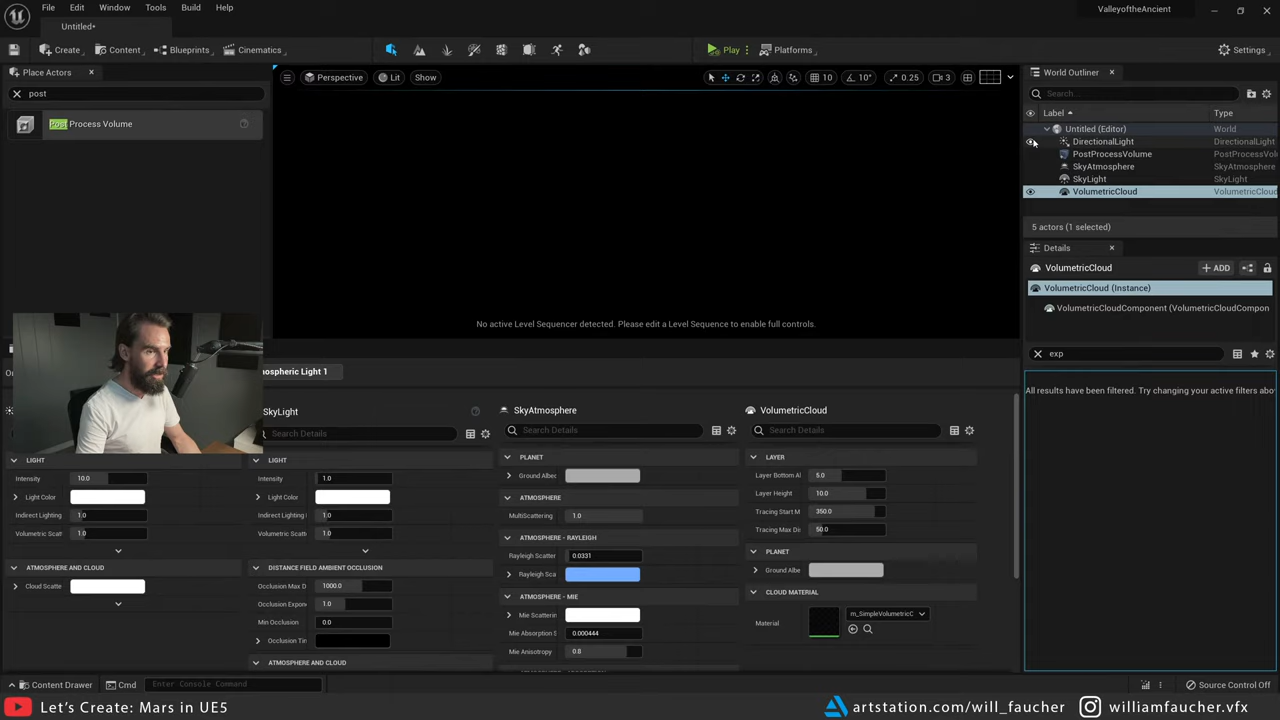 File Edit Window Tools Build Help
ValleyoftheAncient
Untitled*
Create Content Blueprints Cinematics Play Platforms Settings
Place Actors
post
Post Process Volume
Perspective Lit Show
10 10° 0.25 3
No active Level Sequencer detected. Please edit a Level Sequence to enable full controls.
World Outliner
Search...
Label Type
Untitled (Editor) World
DirectionalLight DirectionalLight
PostProcessVolume PostProcessVolu
SkyAtmosphere SkyAtmosphere
SkyLight SkyLight
VolumetricCloud VolumetricCloud
5 actors (1 selected)
Details
VolumetricCloud + ADD
VolumetricCloud (Instance)
VolumetricCloudComponent (VolumetricCloudCompon
exp
All results have been filtered. Try changing your active filters abo
ospheric Light 1
LIGHT
Intensity 10.0
Light Color
Indirect Lighting 1.0
Volumetric Scat 1.0
ATMOSPHERE AND CLOUD
Cloud Scatte
SkyLight
Search Details
LIGHT
Intensity 1.0
Light Color
Indirect Lighting 1.0
Volumetric Scatt 1.0
DISTANCE FIELD AMBIENT OCCLUSION
Occlusion Max D 1000.0
Occlusion Expon 1.0
Min Occlusion 0.0
Occlusion Tin
ATMOSPHERE AND CLOUD
SkyAtmosphere
Search Details
PLANET
Ground Albec
ATMOSPHERE
MultiScattering 1.0
ATMOSPHERE - RAYLEIGH
Rayleigh Scatter 0.0331
Rayleigh Sca
ATMOSPHERE - MIE
Mie Scatterin
Mie Absorption S 0.000444
Mie Anisotropy 0.8
VolumetricCloud
Search Details
LAYER
Layer Bottom Al 5.0
Layer Height 10.0
Tracing Start M 350.0
Tracing Max Di 50.0
PLANET
Ground Albe
CLOUD MATERIAL
Material m_SimpleVolumetricC
Content Drawer Cmd Enter Console Command Source Control Off
Let's Create: Mars in UE5 artstation.com/will_faucher williamfaucher.vfx